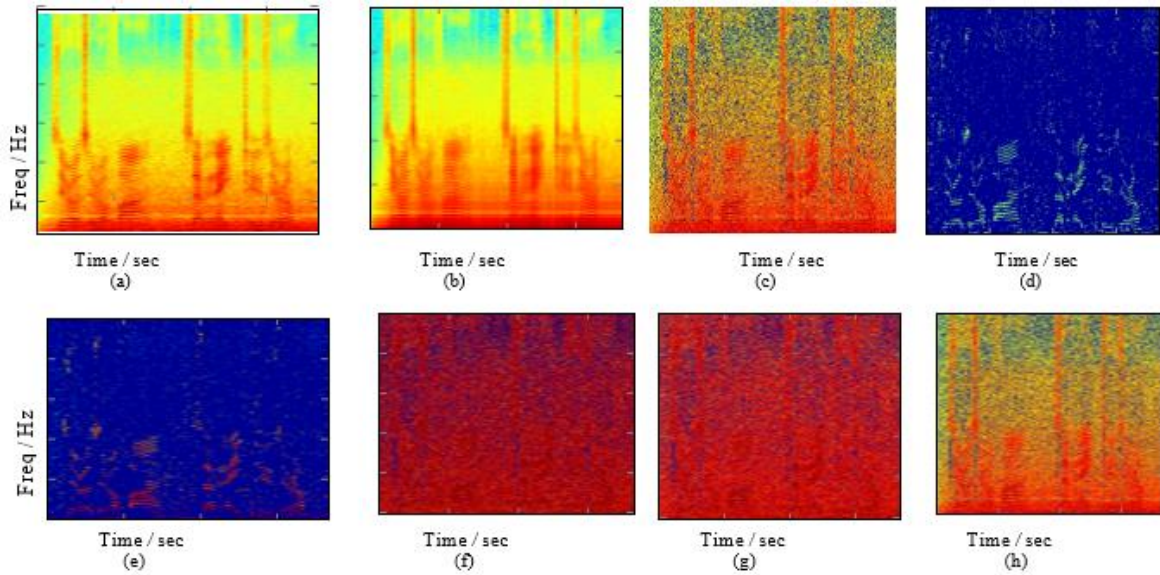 Freq / Hz
Time / sec Time / sec Time / sec Time / sec
(a) (b) (c) (d)
Freq / Hz
Time / sec Time / sec Time / sec Time / sec
(e) (f) (g) (h)